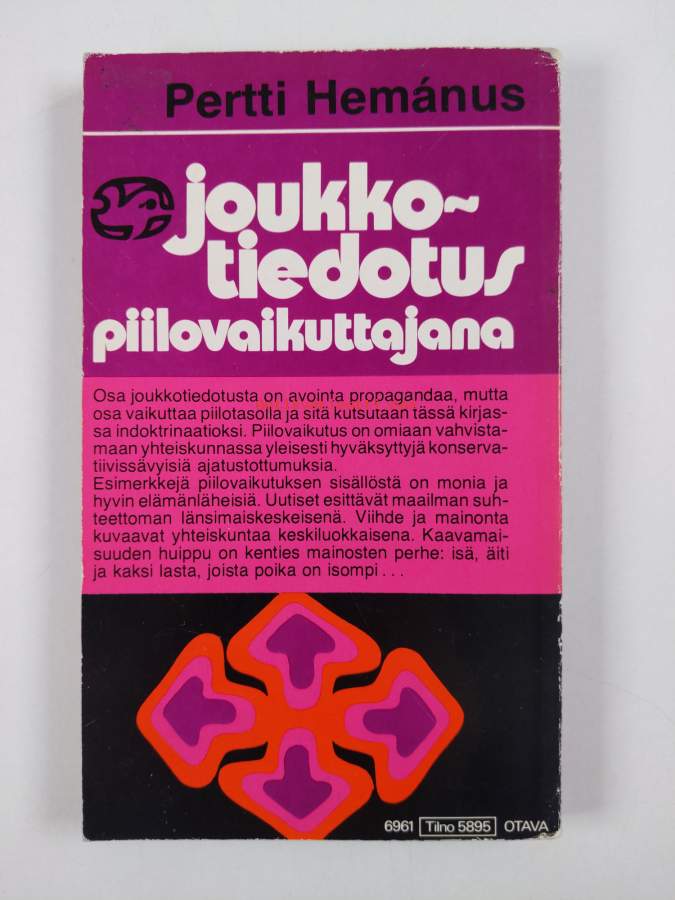 Pertti Hemánus
joukko~
tiedotus
piilovaikuttajana
Osa joukkotiedotusta on avointa propagandaa, mutta
osa vaikuttaa piilotasolla ja sitä kutsutaan tässä kirjas-
sa indoktrinaatioksi. Piilovaikutus on omiaan vahvista-
maan yhteiskunnassa yleisesti hyväksyttyjä konserva-
tiivissävyisiä ajatustottumuksia.
Esimerkkejä piilovaikutuksen sisällöstä on monia ja
hyvin elämänläheisiä. Uutiset esittävät maailman suh-
teettoman länsimaiskeskeisenä. Viihde ja mainonta
kuvaavat yhteiskuntaa keskiluokkaisena. Kaavamai-
suuden huippu on kenties mainosten perhe: isä, äiti
ja kaksi lasta, joista poika on isompi...
6961 Tilno 5895 OTAVA